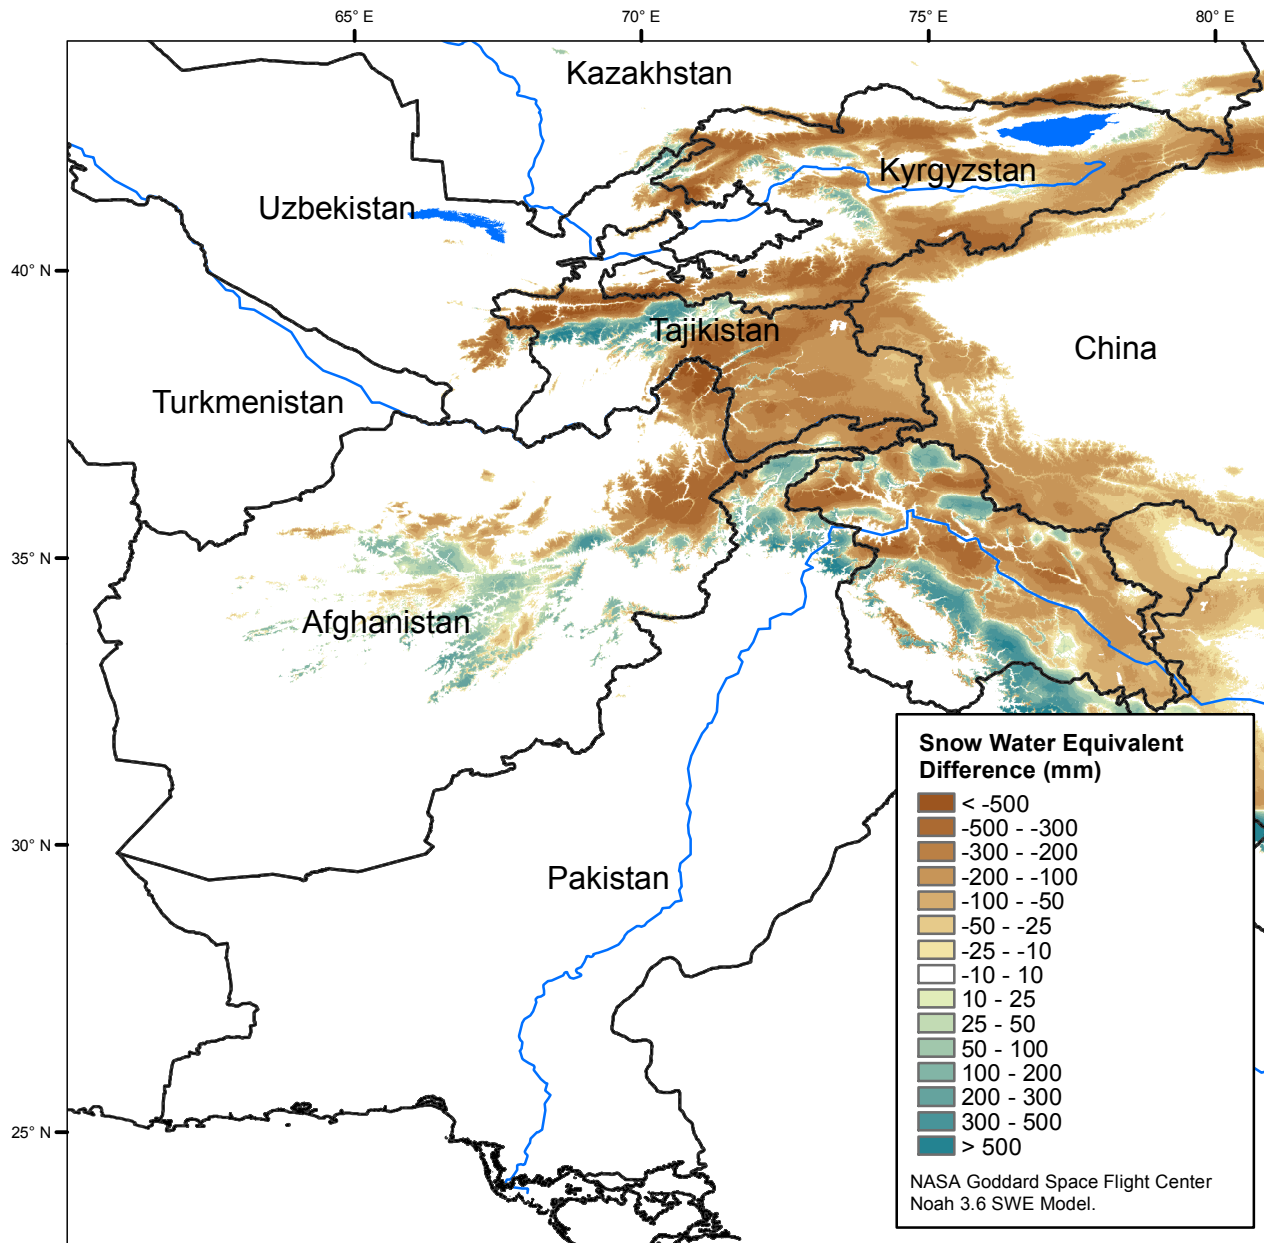 65° E
70° E
75° E
80° E
Kazakhstan
Kyrgyzstan
Uzbekistan
40° N
Tajikistan
China
Turkmenistan
35° N
Afghanistan
Snow Water Equivalent
Difference (mm)
< -500
-500 - -300
-300 - -200
-200 - -100
-100 - -50
-50 - -25
-25 - -10
-10 - 10
10 - 25
25 - 50
50 - 100
100 - 200
200 - 300
300 - 500
> 500
NASA Goddard Space Flight Center
Noah 3.6 SWE Model.
30° N
Pakistan
25° N